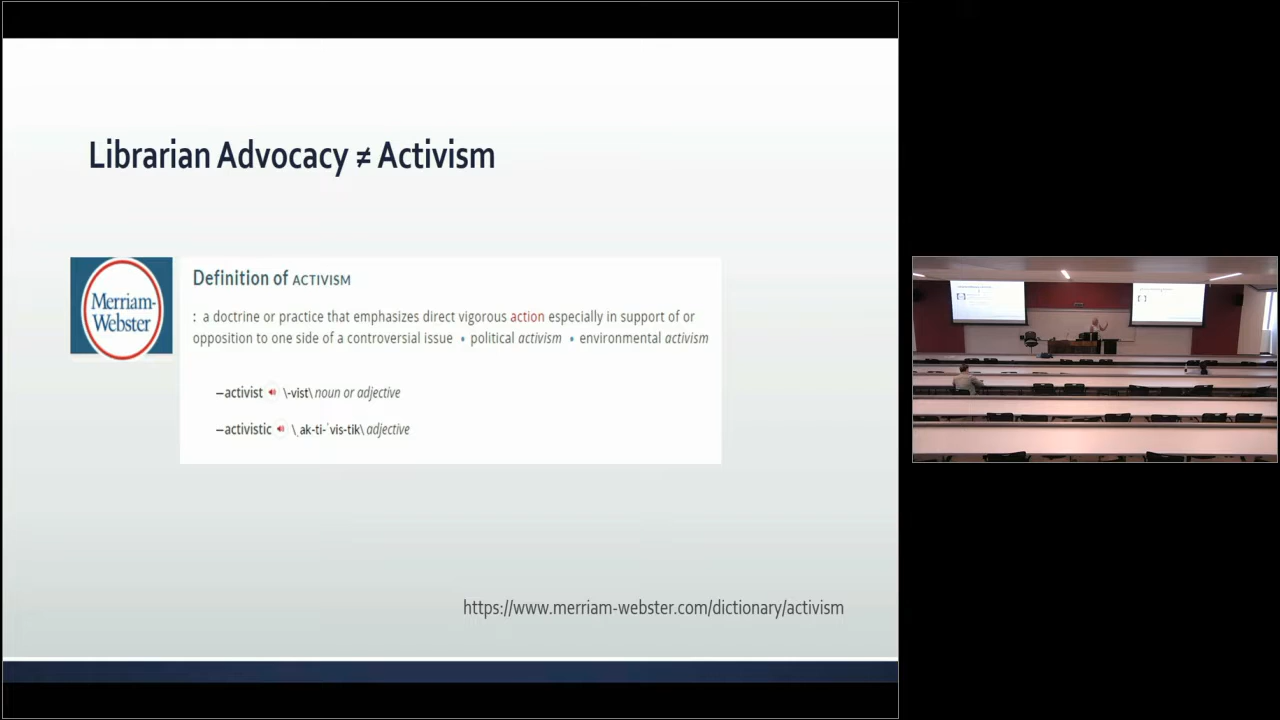 Librarian Advocacy ≠ Activism
Merriam-
Webster
Definition of ACTIVISM
: a doctrine or practice that emphasizes direct vigorous action especially in support of or
opposition to one side of a controversial issue • political activism • environmental activism
—activist \-vist\ noun or adjective
—activistic \ˌak-ti-ˈvis-tik\ adjective
https://www.merriam-webster.com/dictionary/activism